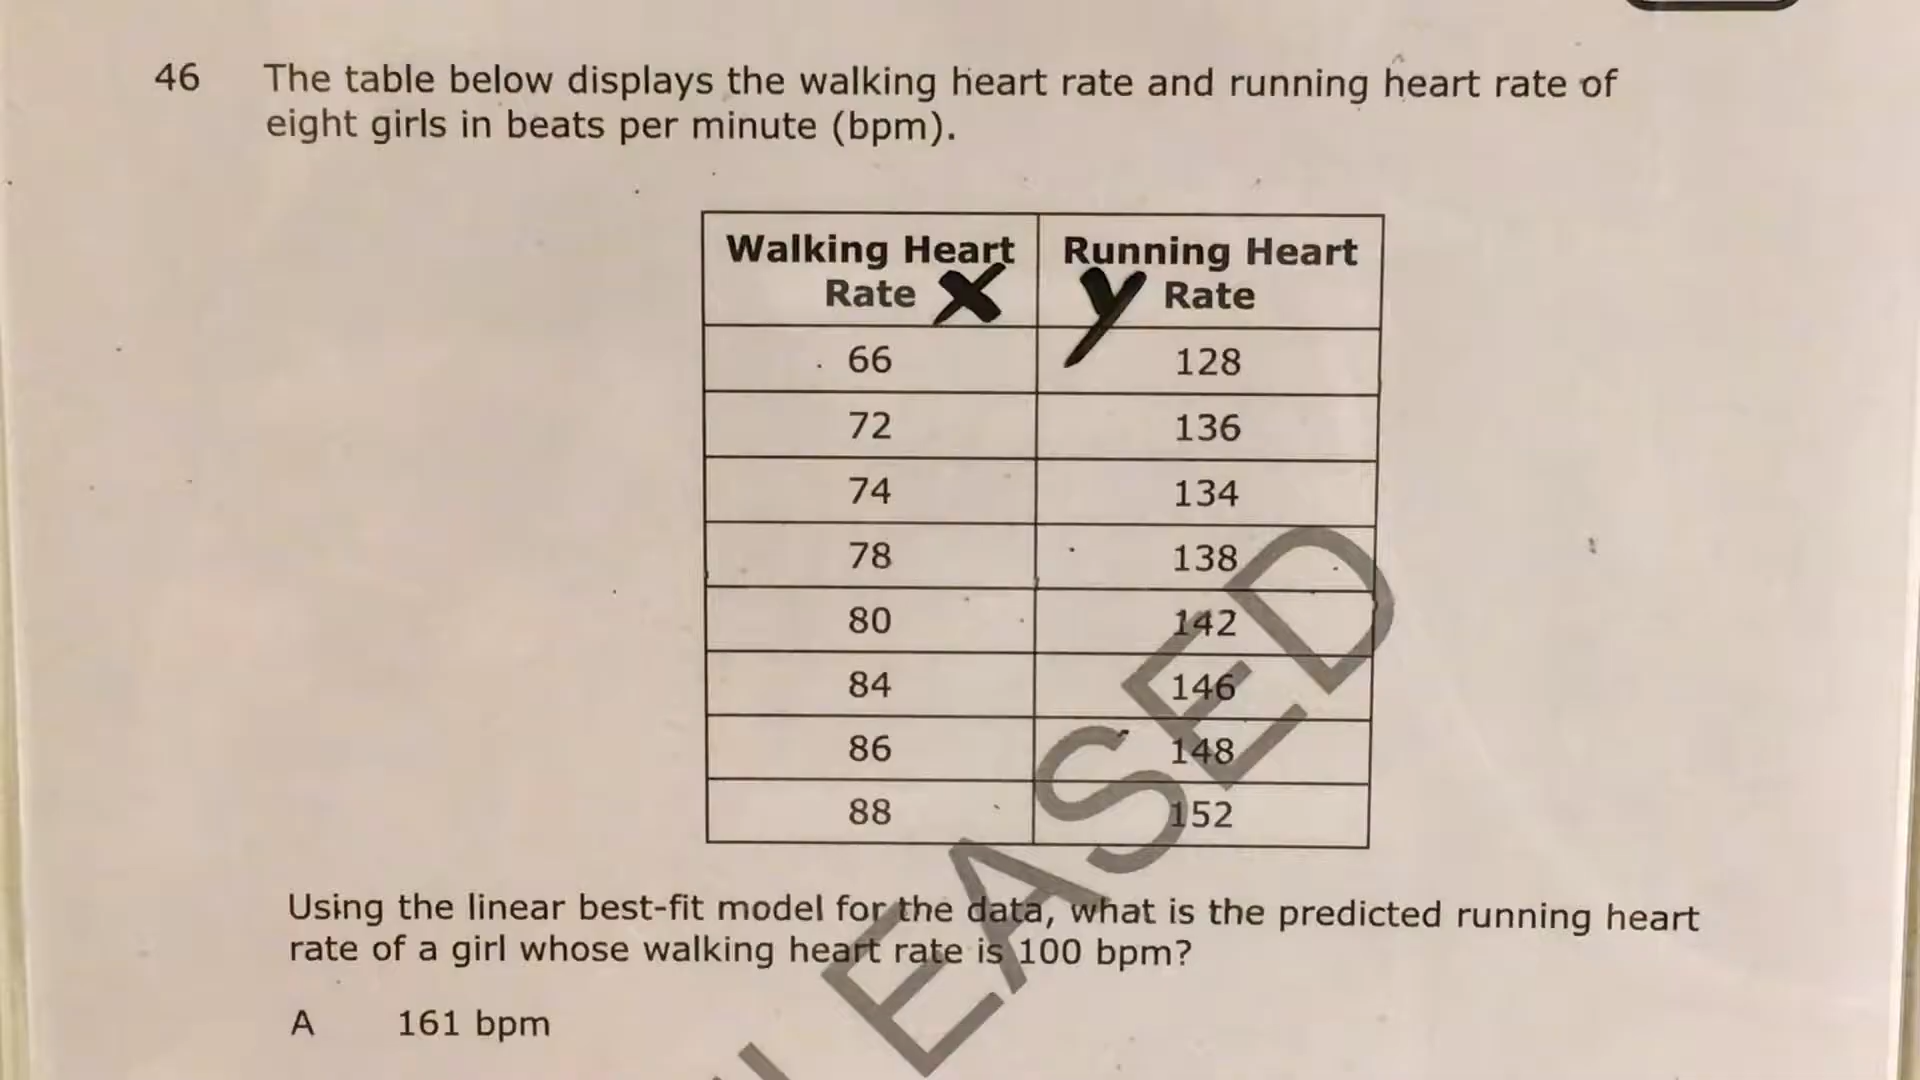 46 The table below displays the walking heart rate and running heart rate of
eight girls in beats per minute (bpm).
Walking Heart Rate X Running Heart Rate y
66 128
72 136
74 134
78 138
80 142
84 146
86 148
88 152
Using the linear best-fit model for the data, what is the predicted running heart
rate of a girl whose walking heart rate is 100 bpm?
A 161 bpm
EASED